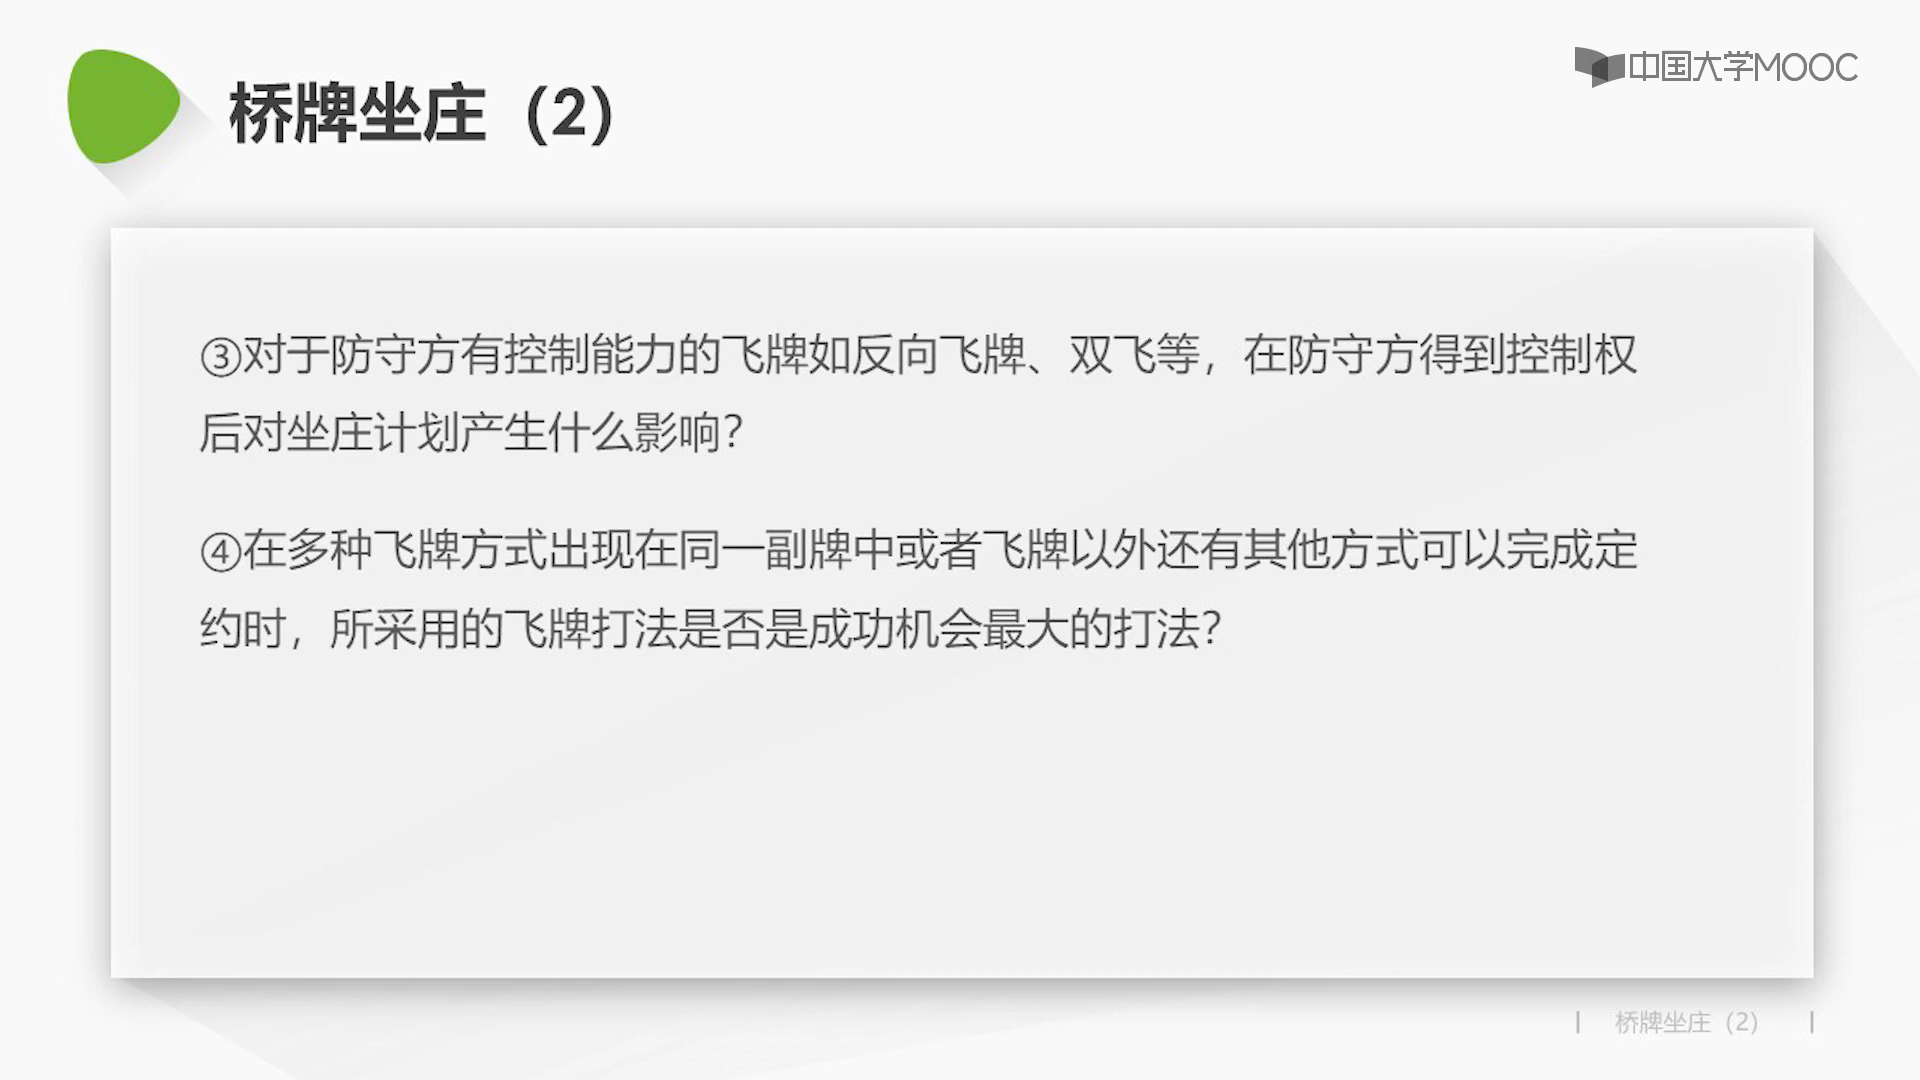 桥牌坐庄（2）
中国大学MOOC
③对于防守方有控制能力的飞牌如反向飞牌、双飞等，在防守方得到控制权
后对坐庄计划产生什么影响？
④在多种飞牌方式出现在同一副牌中或者飞牌以外还有其他方式可以完成定
约时，所采用的飞牌打法是否是成功机会最大的打法？
桥牌坐庄（2）